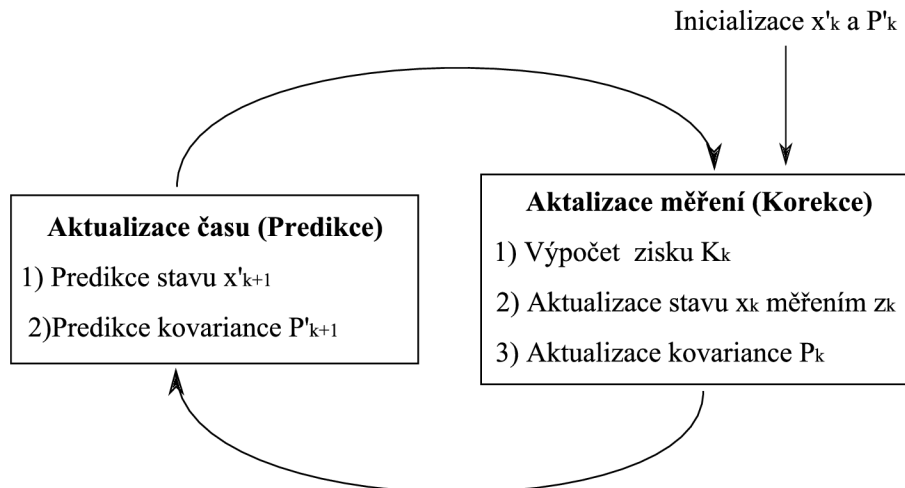 Inicializace x'k a P'k
Aktualizace času (Predikce)
1) Predikce stavu x'k+1
2)Predikce kovariance P'k+1
Aktalizace měření (Korekce)
1) Výpočet zisku Kk
2) Aktualizace stavu xk měřením zk
3) Aktualizace kovariance Pk